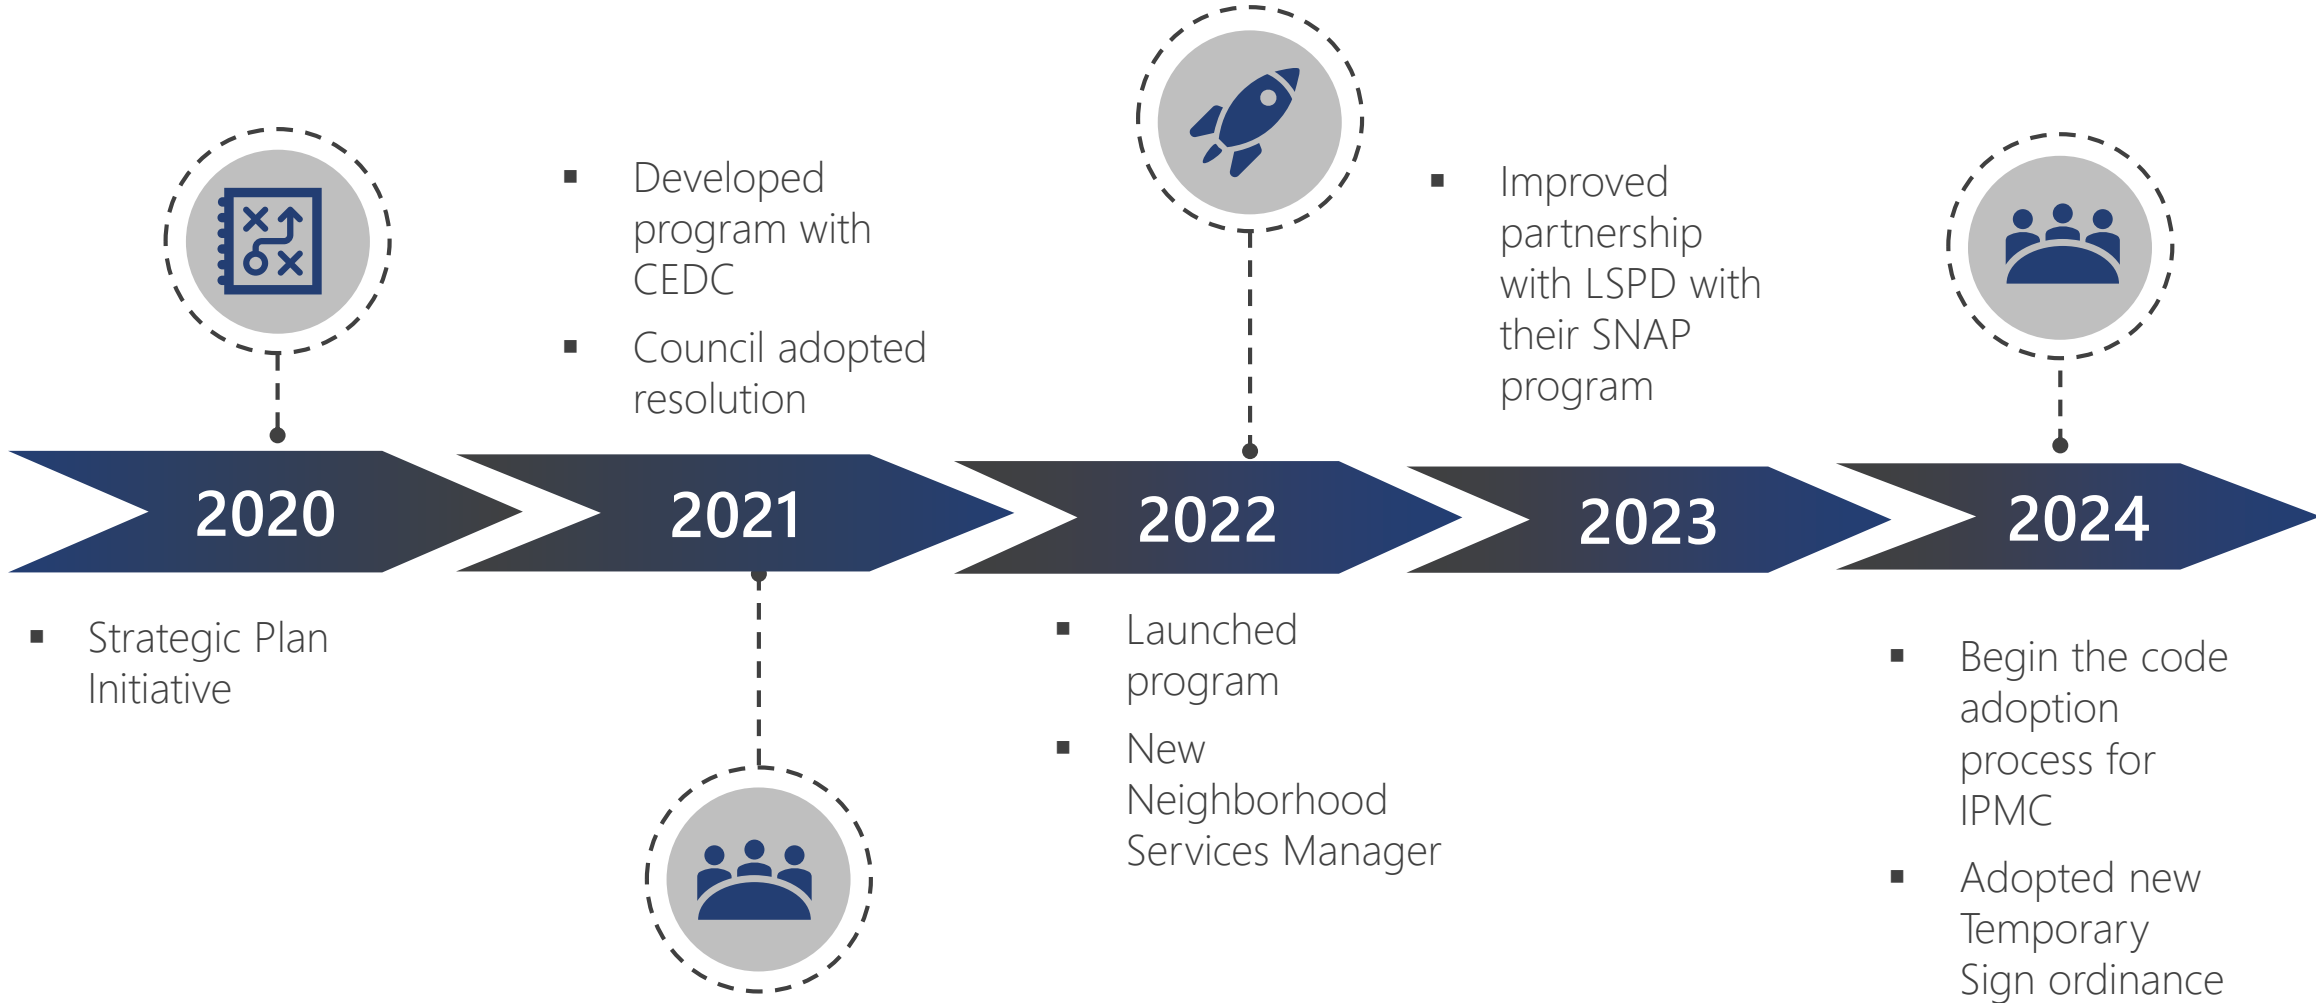 2020
▪ Strategic Plan
Initiative
▪ Developed
program with
CEDC
▪ Council adopted
resolution
2021
2022
▪ Launched
program
▪ New
Neighborhood
Services Manager
▪ Improved
partnership
with LSPD with
their SNAP
program
2023
2024
▪ Begin the code
adoption
process for
IPMC
▪ Adopted new
Temporary
Sign ordinance